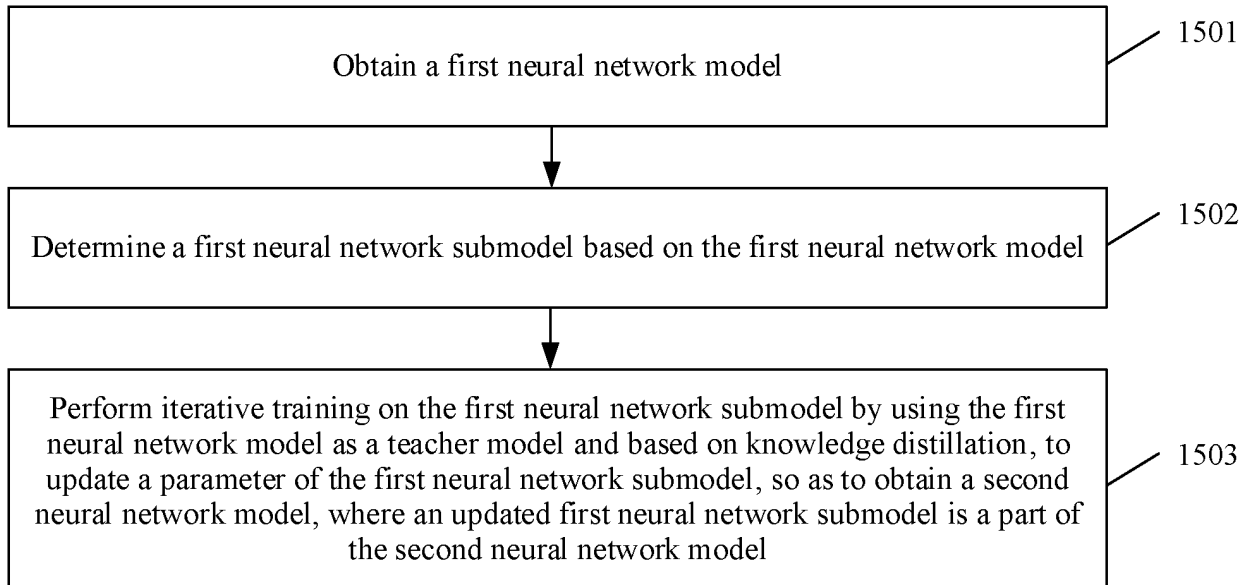 Obtain a first neural network model
1501
Determine a first neural network submodel based on the first neural network model
1502
Perform iterative training on the first neural network submodel by using the first
neural network model as a teacher model and based on knowledge distillation, to
update a parameter of the first neural network submodel, so as to obtain a second
neural network model, where an updated first neural network submodel is a part of
the second neural network model
1503